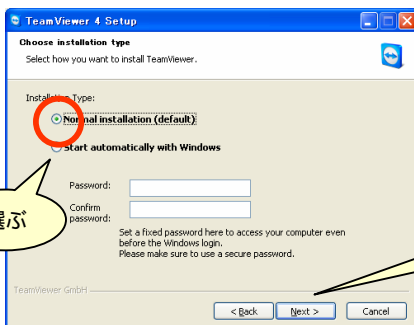 TeamViewer 4 Setup
Choose installation type
Select how you want to install TeamViewer.
Installation Type:
Normal installation (default)
Start automatically with Windows
Password:
Confirm
password:
選ぶ
Set a fixed password here to access your computer even
before the Windows login.
Please make sure to use a secure password.
TeamViewer GmbH
< Back
Next >
Cancel